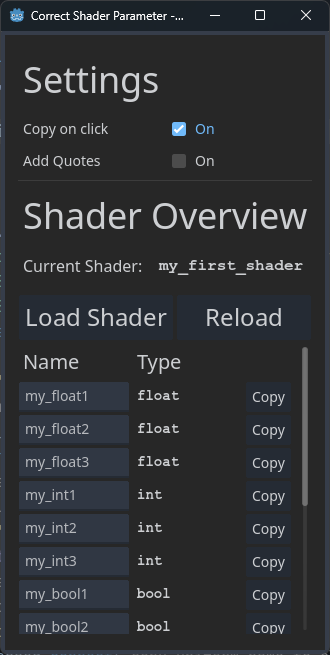 Correct Shader Parameter -...
Settings
Copy on click On
Add Quotes On
Shader Overview
Current Shader: my_first_shader
Load Shader Reload
Name Type
my_float1 float Copy
my_float2 float Copy
my_float3 float Copy
my_int1 int Copy
my_int2 int Copy
my_int3 int Copy
my_bool1 bool Copy
my_bool2 bool Copy